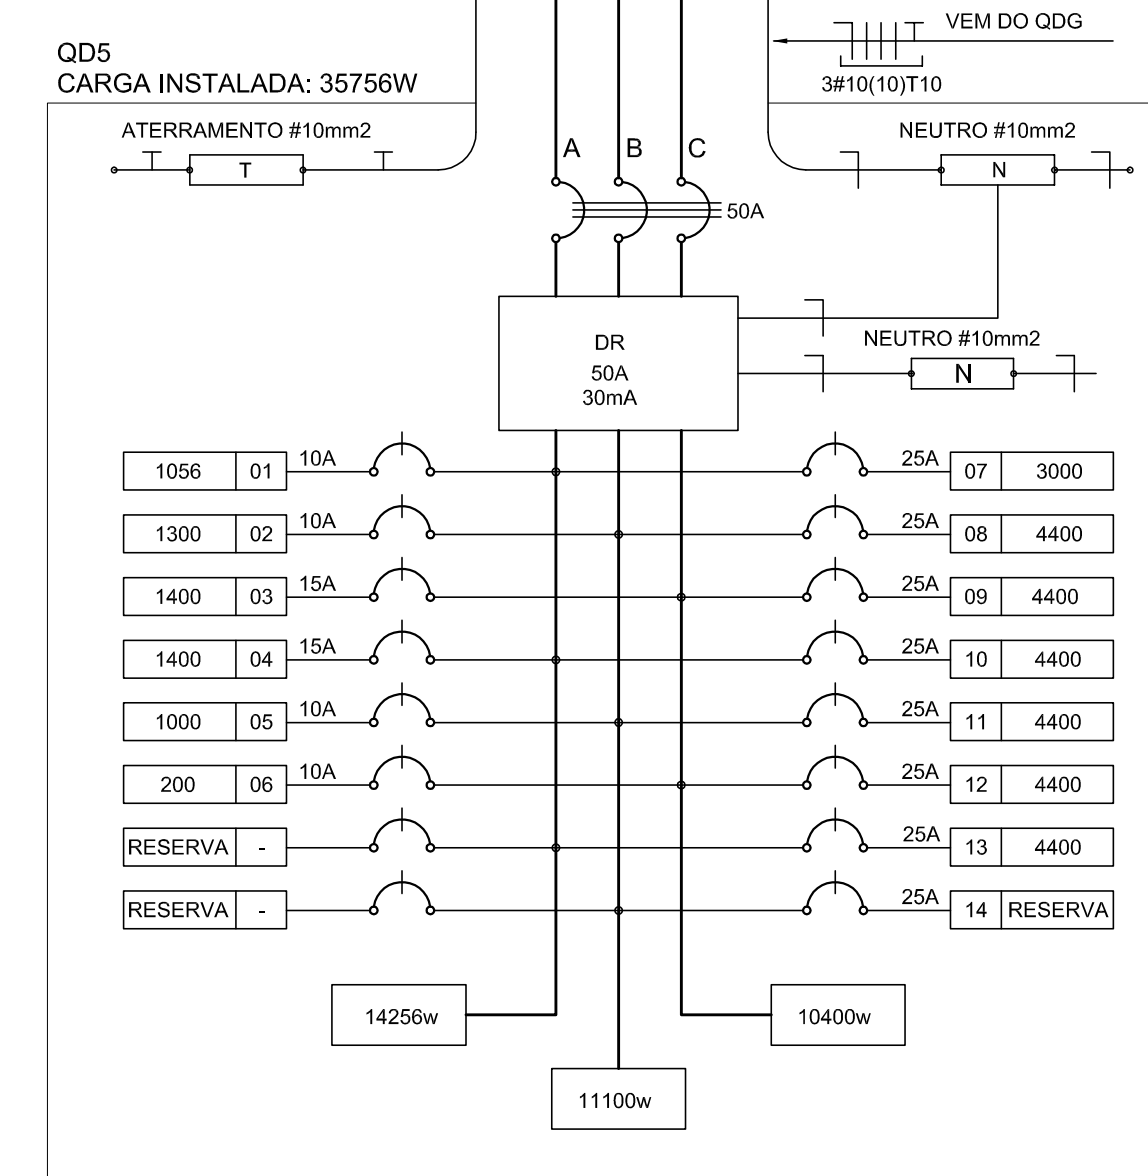 VEM DO QDG
3#10(10)T10
QD5
CARGA INSTALADA: 35756W
ATERRAMENTO #10mm2
T
A B C
NEUTRO #10mm2
N
50A
DR
50A
30mA
NEUTRO #10mm2
N
1056 01 10A 25A 07 3000
1300 02 10A 25A 08 4400
1400 03 15A 25A 09 4400
1400 04 15A 25A 10 4400
1000 05 10A 25A 11 4400
200 06 10A 25A 12 4400
RESERVA - 25A 13 4400
RESERVA - 25A 14 RESERVA
14256w 10400w
11100w